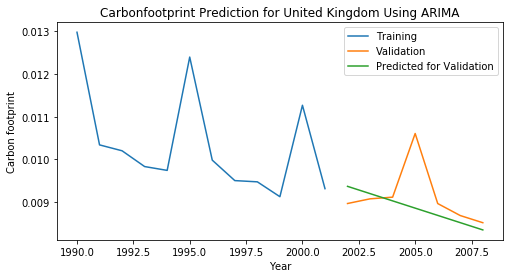 Carbonfootprint Prediction for United Kingdom Using ARIMA
Training
Validation
Predicted for Validation
Carbon footprint
0.013
0.012
0.011
0.010
0.009
1990.0 1992.5 1995.0 1997.5 2000.0 2002.5 2005.0 2007.5
Year